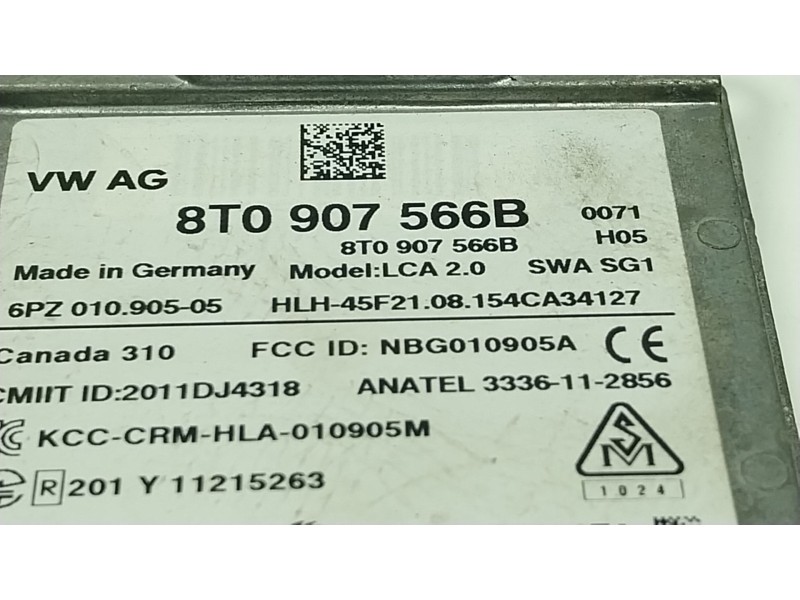 VW AG
8T0 907 566B 0071
8T0 907 566B H05
Made in Germany Model:LCA 2.0 SWA SG1
6PZ 010.905-05 HLH-45F21.08.154CA34127
Canada 310 FCC ID: NBG010905A CE
CMIIT ID:2011DJ4318 ANATEL 3336-11-2856
KCC-CRM-HLA-010905M
S
M
R 201 Y 11215263
1024